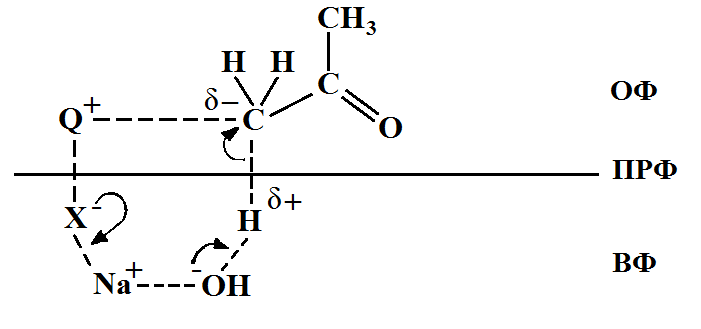 CH3
H H
δ– C
ОФ
Q+ C O
ПРФ
X- H δ+
Na+ -OH
ВФ